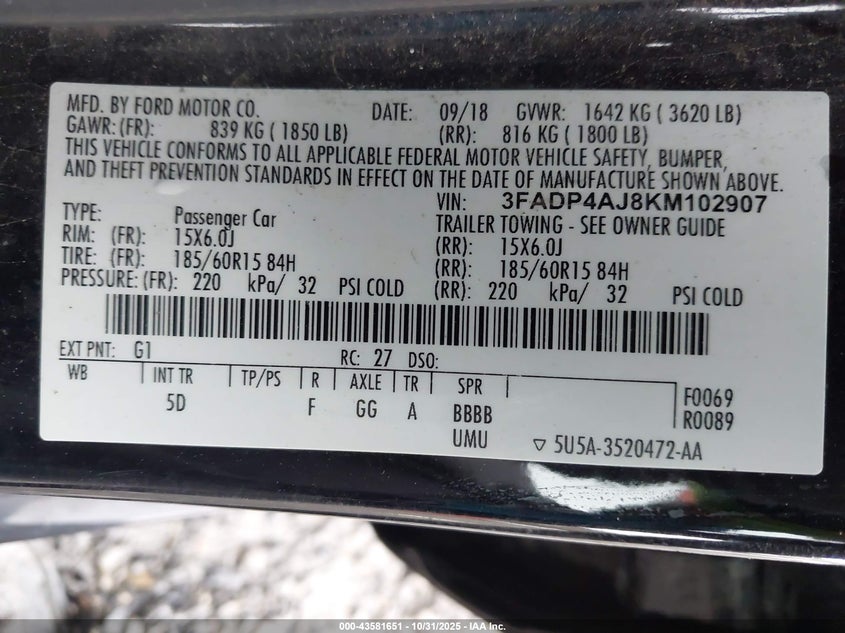 MFD. BY FORD MOTOR CO. DATE: 09/18 GVWR: 1642 KG ( 3620 LB)
GAWR: (FR): 839 KG ( 1850 LB) (RR): 816 KG ( 1800 LB)
THIS VEHICLE CONFORMS TO ALL APPLICABLE FEDERAL MOTOR VEHICLE SAFETY, BUMPER,
AND THEFT PREVENTION STANDARDS IN EFFECT ON THE DATE OF MANUFACTURE SHOWN ABOVE.
VIN: 3FADP4AJ8KM102907
TYPE: Passenger Car TRAILER TOWING - SEE OWNER GUIDE
RIM: (FR): 15X6.0J (RR): 15X6.0J
TIRE: (FR): 185/60R15 84H (RR): 185/60R15 84H
PRESSURE: (FR): 220 kPa/ 32 PSI COLD (RR): 220 kPa/ 32 PSI COLD
EXT PNT: G1 RC: 27 DSO:
WB INT TR TP/PS R AXLE TR SPR F0069
5D F GG A BBBB R0089
UMU ▽ 5U5A-3520472-AA
000-43581651 - 10/31/2025 - IAA Inc.